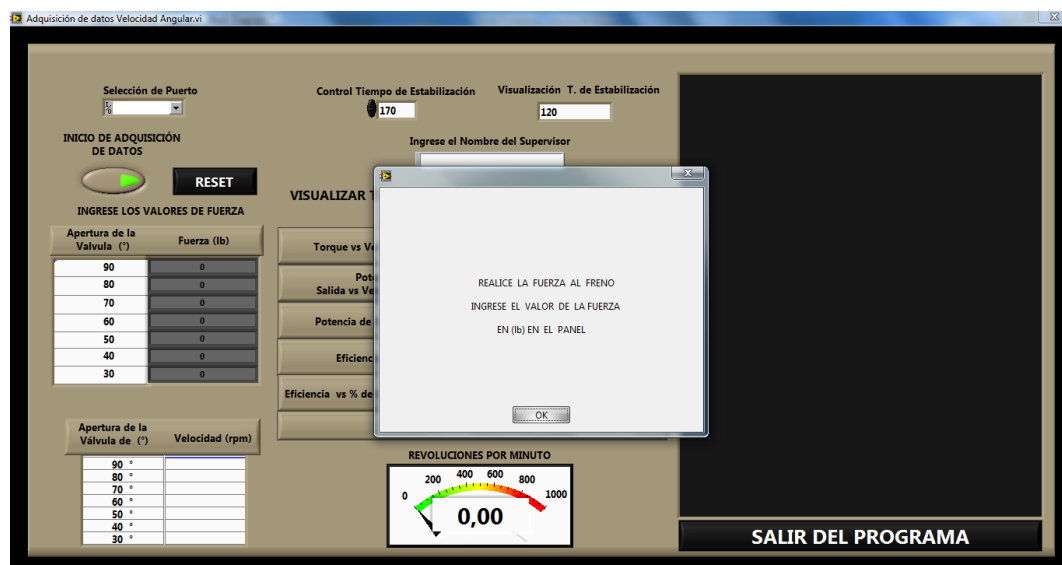 Adquisición de datos Velocidad Angular.vi
Selección de Puerto
Control Tiempo de Estabilización
Visualización T. de Estabilización
170
120
INICIO DE ADQUISICIÓN
DE DATOS
Ingrese el Nombre del Supervisor
RESET
VISUALIZAR
INGRESE LOS VALORES DE FUERZA
Apertura de la
Valvula (°)
Fuerza (lb)
90 0
80 0
70 0
60 0
50 0
40 0
30 0
Torque vs
Salida vs
Potencia de
Eficiencia vs % de
REALICE LA FUERZA AL FRENO
INGRESE EL VALOR DE LA FUERZA
EN (lb) EN EL PANEL
OK
Apertura de la
Válvula de (°)
Velocidad (rpm)
90 °
80 °
70 °
60 °
50 °
40 °
30 °
REVOLUCIONES POR MINUTO
0 200 400 600 800 1000
0,00
SALIR DEL PROGRAMA